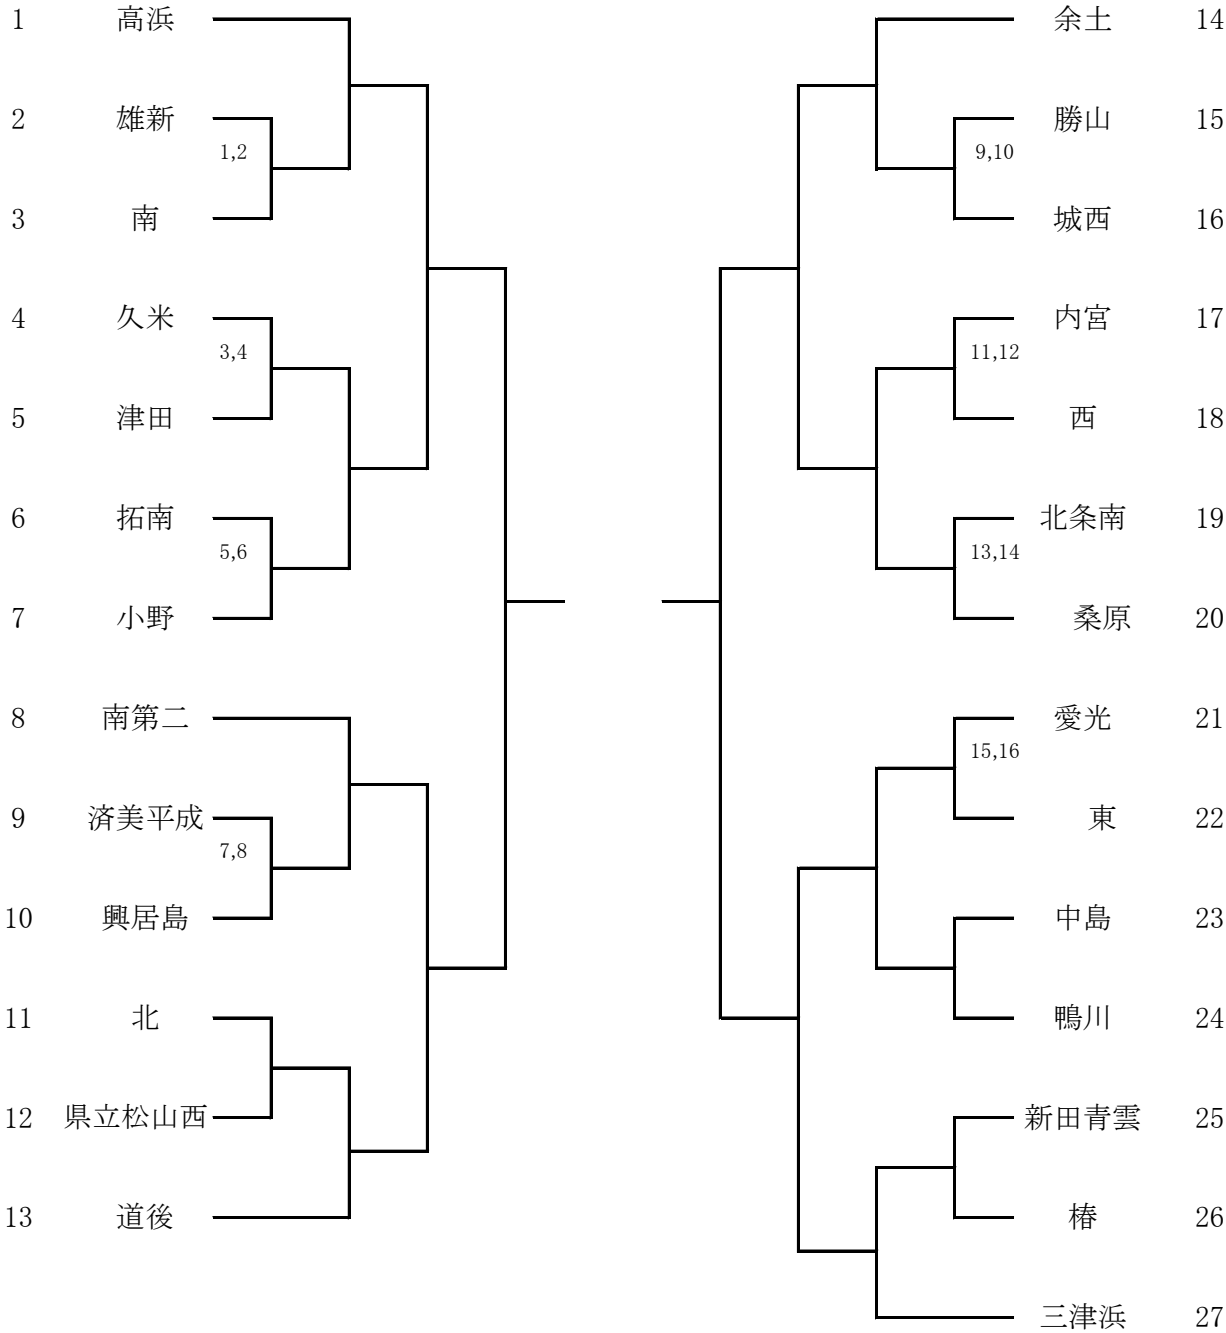 1 高浜 余土 14
2 雄新 勝山 15
1,2 9,10
3 南 城西 16
4 久米 内宮 17
3,4 11,12
5 津田 西 18
6 拓南 北条南 19
5,6 13,14
7 小野 桑原 20
8 南第二 愛光 21
15,16
9 済美平成 東 22
7,8
10 興居島 中島 23
11 北 鴨川 24
12 県立松山西 新田青雲 25
13 道後 椿 26
三津浜 27